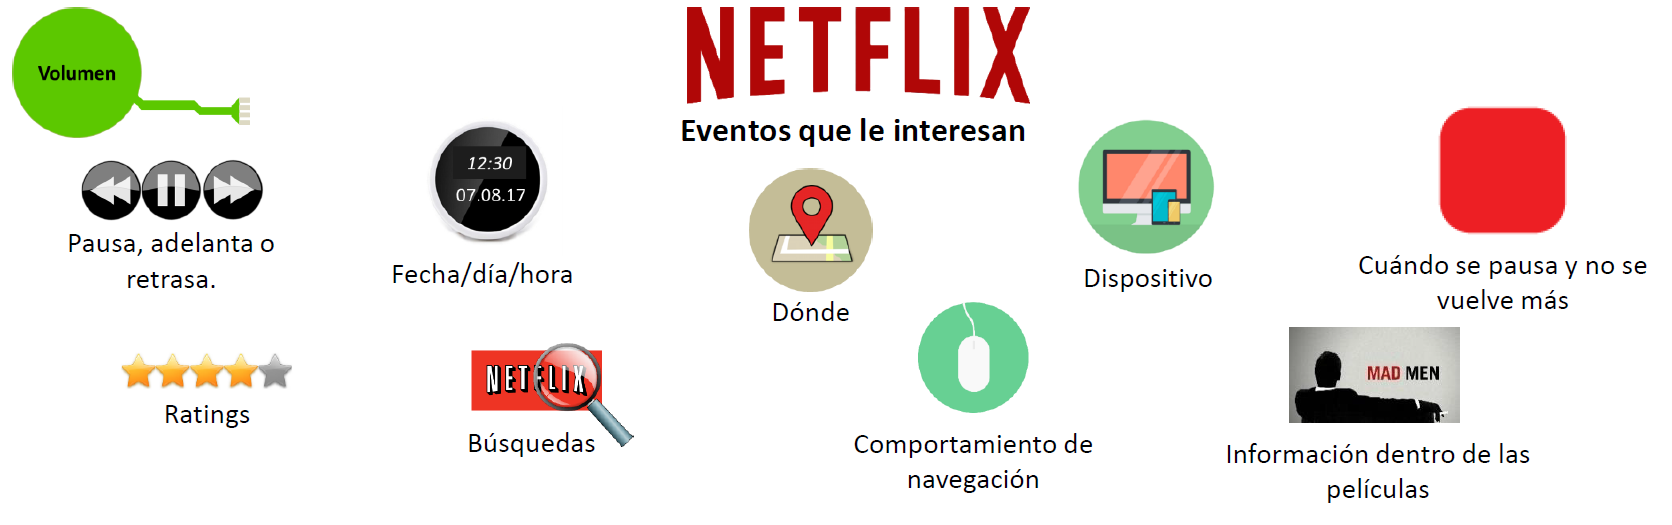 NETFLIX
Eventos que le interesan
Volumen
Pausa, adelanta o
retrasa.
12:30
07.08.17
Fecha/día/hora
Dónde
Dispositivo
Cuándo se pausa y no se
vuelve más
Ratings
NETFLIX
Búsquedas
Comportamiento de
navegación
MAD MEN
Información dentro de las
películas